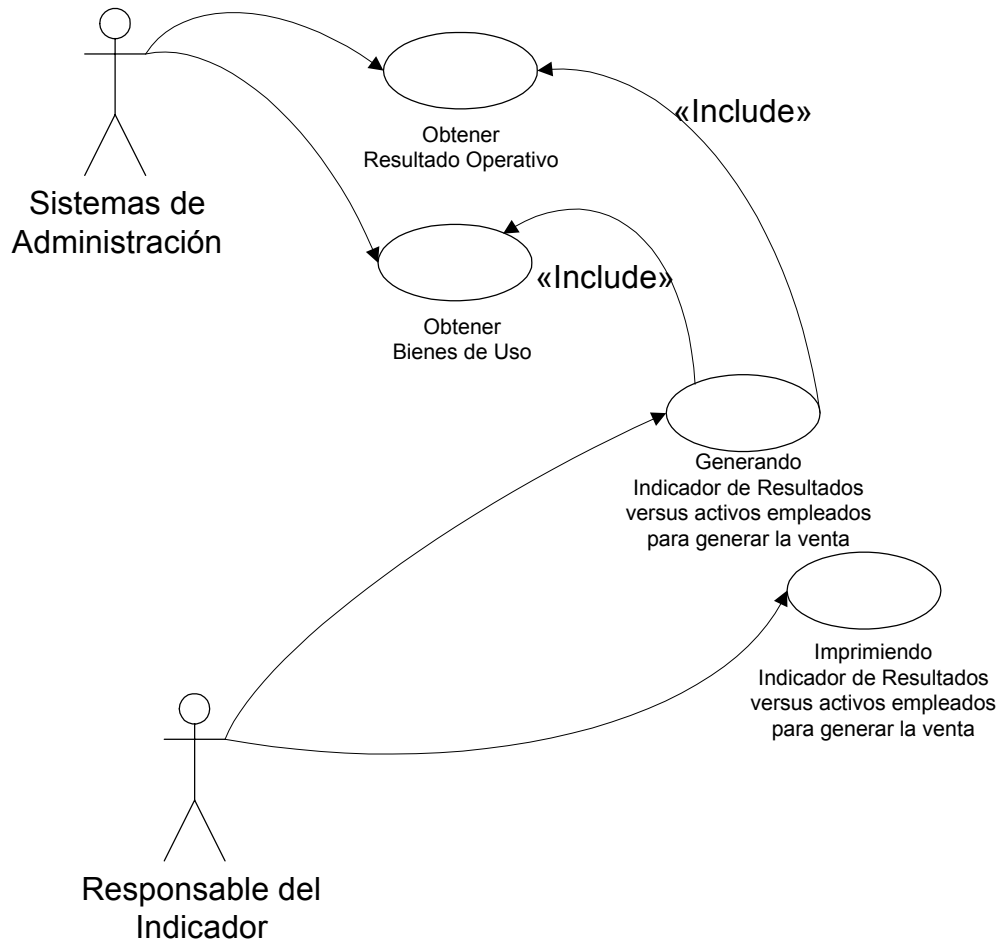 «Include»
Obtener
Resultado Operativo
Sistemas de
Administración
«Include»
Obtener
Bienes de Uso
Generando
Indicador de Resultados
versus activos empleados
para generar la venta
Imprimiendo
Indicador de Resultados
versus activos empleados
para generar la venta
Responsable del
Indicador